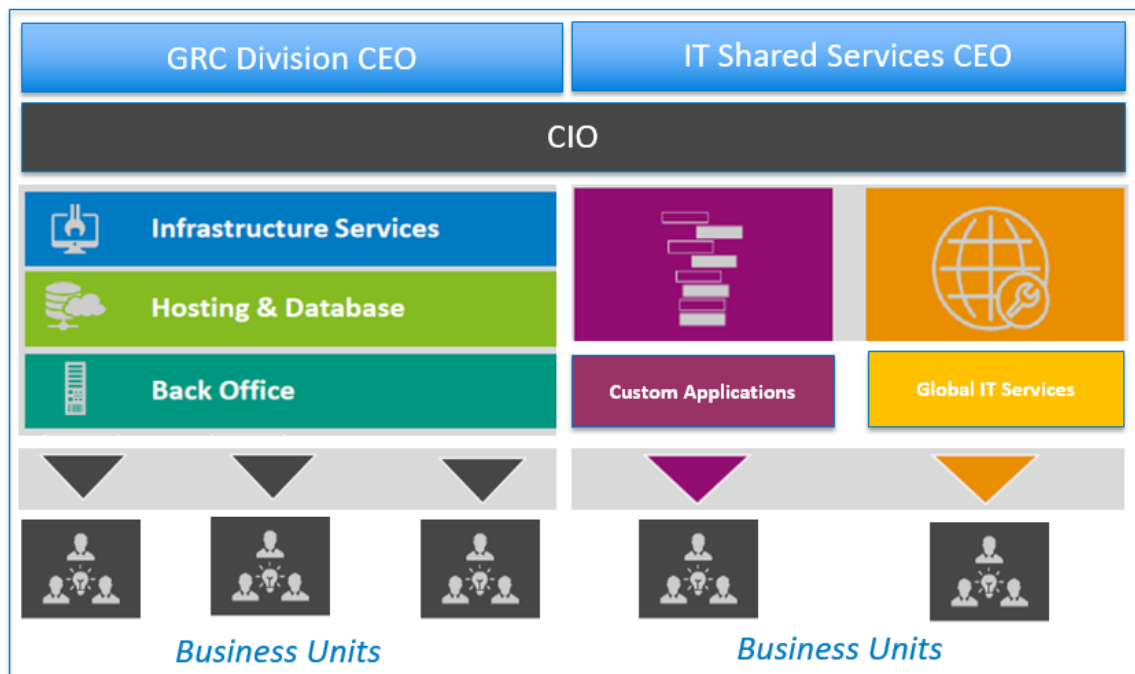 GRC Division CEO
IT Shared Services CEO
CIO
Infrastructure Services
Hosting & Database
Back Office
Custom Applications
Global IT Services
Business Units
Business Units